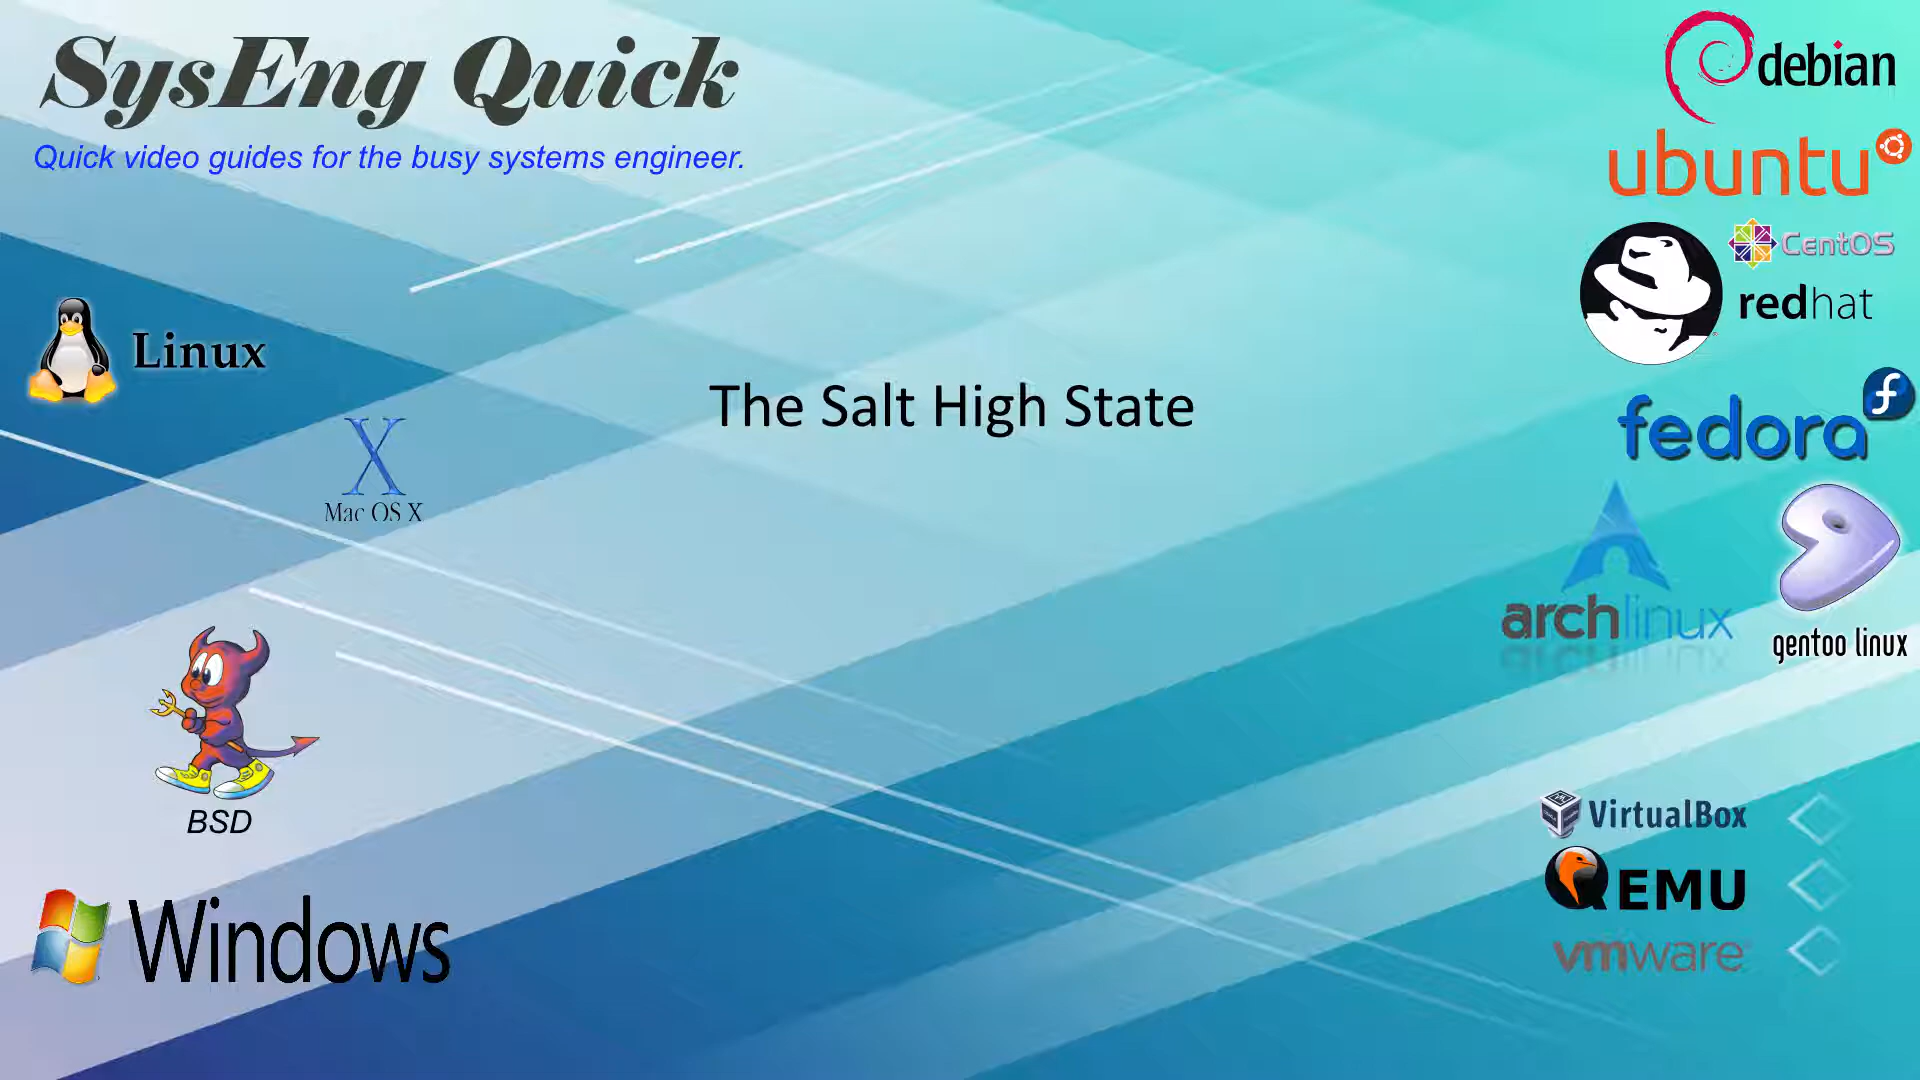 SysEng Quick
Quick video guides for the busy systems engineer.
debian
ubuntu
CentOS
redhat
Linux
The Salt High State
fedora
Mac OS X
archlinux
gentoo linux
BSD
VirtualBox
QEMU
vmware
Windows